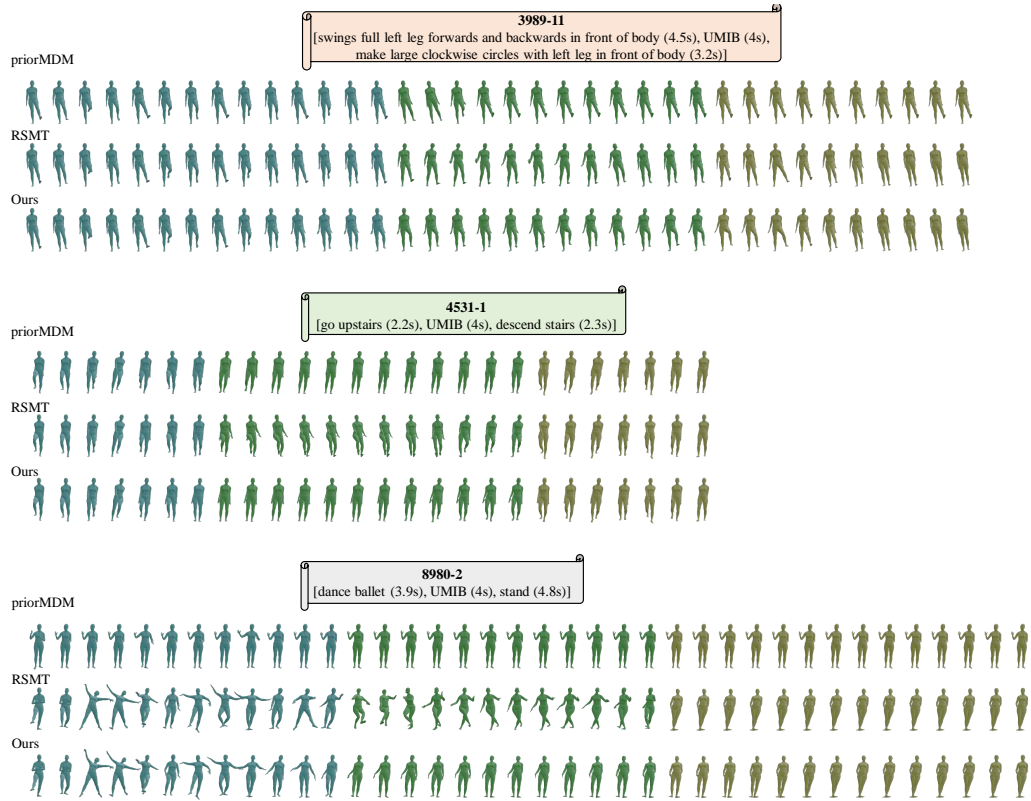 3989-11
[swings full left leg forwards and backwards in front of body (4.5s), UMIB (4s),
make large clockwise circles with left leg in front of body (3.2s)]
priorMDM
RSMT
Ours
4531-1
[go upstairs (2.2s), UMIB (4s), descend stairs (2.3s)]
priorMDM
RSMT
Ours
8980-2
[dance ballet (3.9s), UMIB (4s), stand (4.8s)]
priorMDM
RSMT
Ours